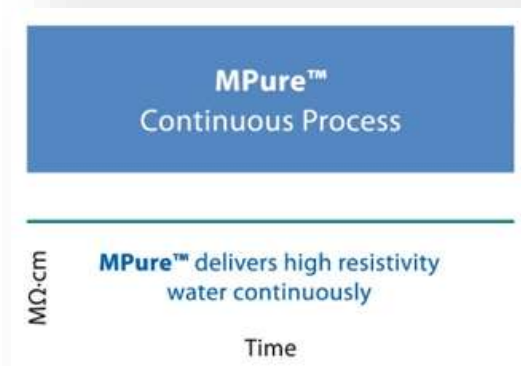 MPure™
Continuous Process
MΩ·cm
MPure™ delivers high resistivity
water continuously
Time